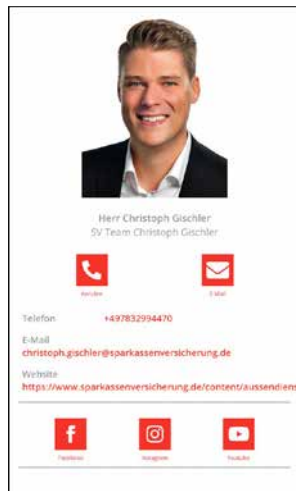 Herr Christoph Gischler
SV Team Christoph Gischler
Anrufen
E-Mail
Telefon +497832994470
E-Mail
christoph.gischler@sparkassenversicherung.de
Website
https://www.sparkassenversicherung.de/content/aussendiens
Facebook
Instagram
Youtube